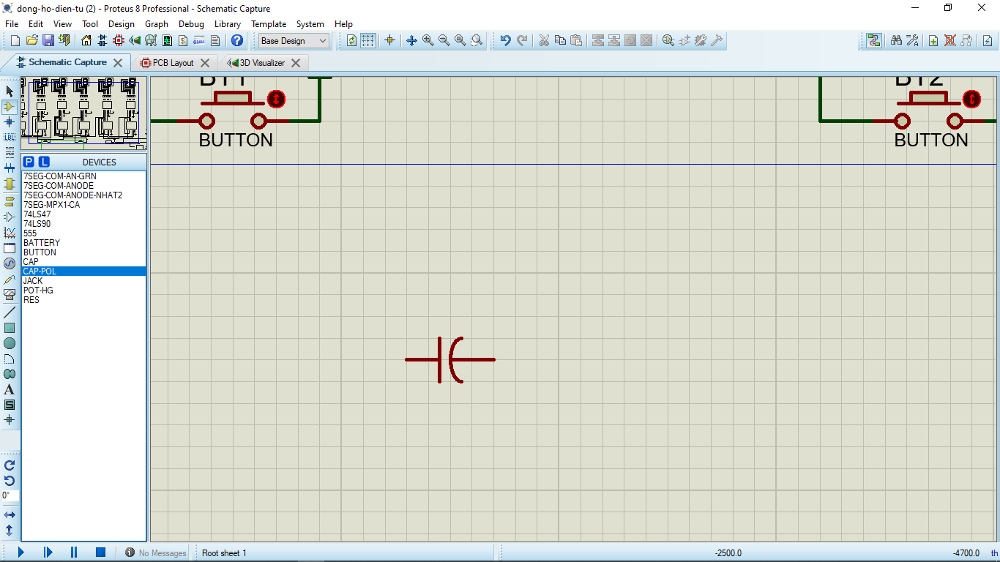 dong-ho-dien-tu (2) - Proteus 8 Professional - Schematic Capture
File Edit View Tool Design Graph Debug Library Template System Help
Base Design
Schematic Capture PCB Layout 3D Visualizer
BT1
BUTTON
BT2
BUTTON
LBL
P L DEVICES
7SEG-COM-AN-GRN
7SEG-COM-ANODE
7SEG-COM-ANODE-NHAT2
7SEG-MPX1-CA
74LS47
74LS90
555
BATTERY
BUTTON
CAP
CAP-POL
JACK
POT-HG
RES
A
S
0°
No Messages Root sheet 1 -2500.0 -4700.0 th